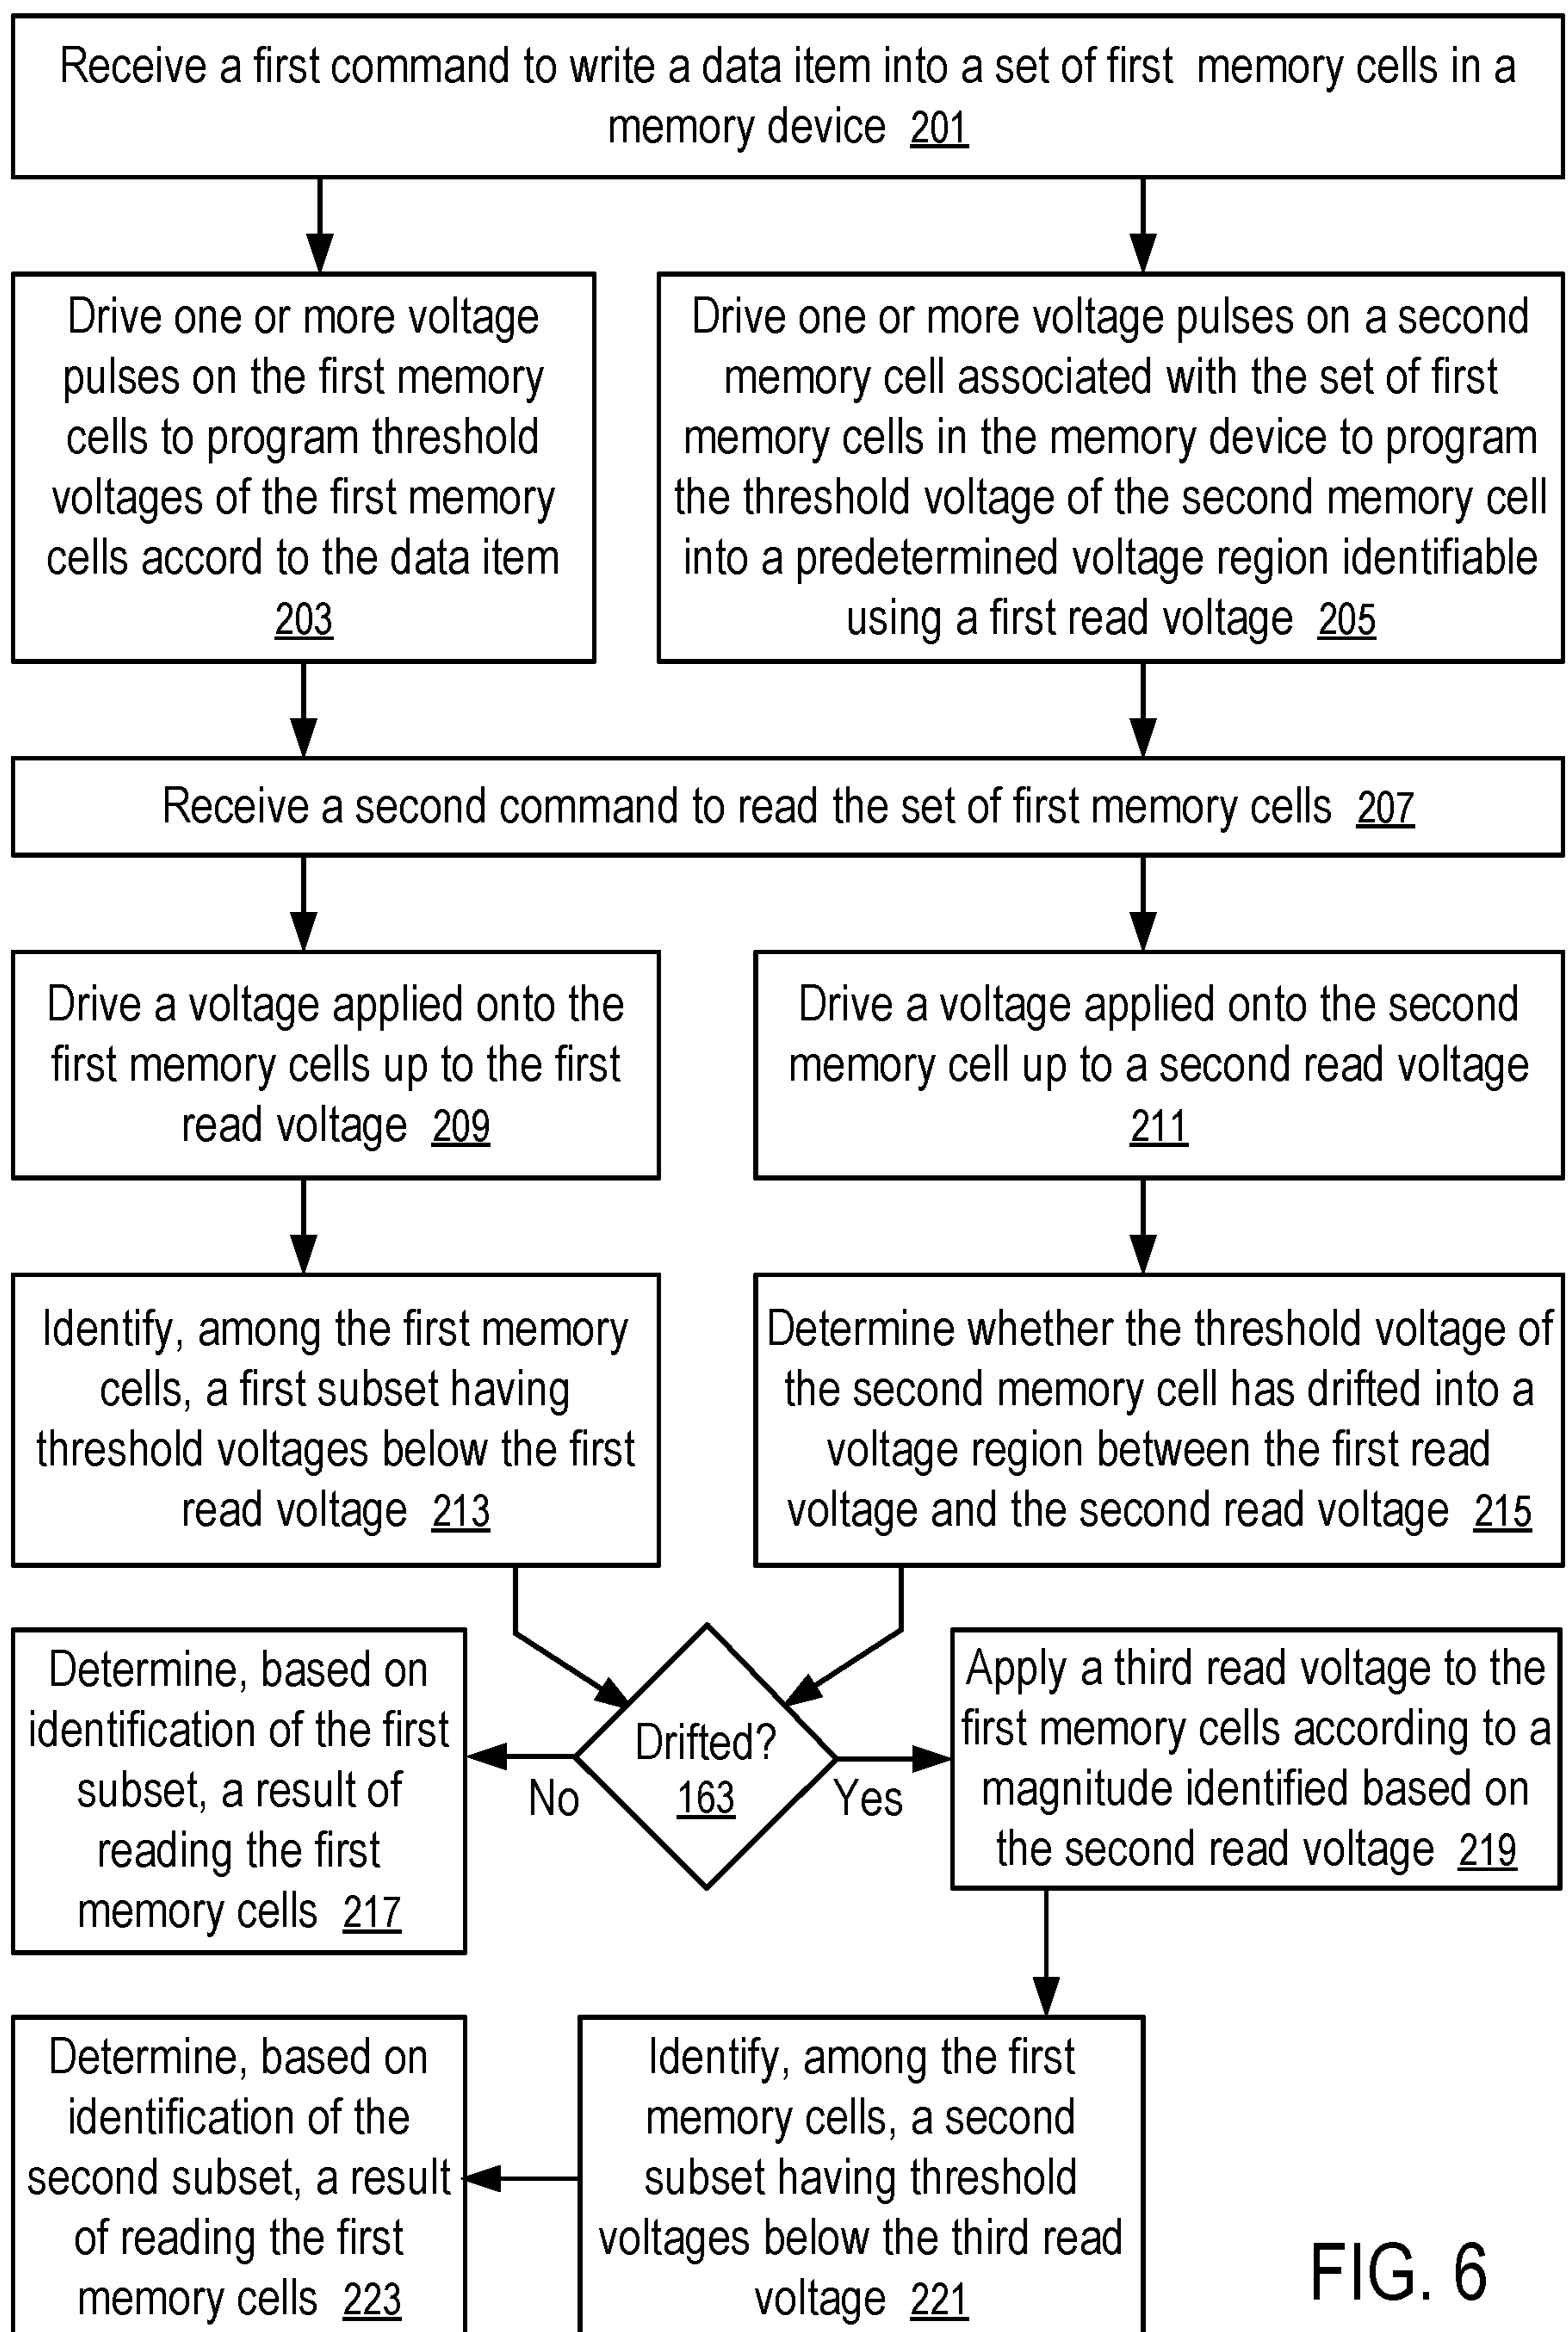 Receive a first command to write a data item into a set of first memory cells in a
memory device 201
Drive one or more voltage
pulses on the first memory
cells to program threshold
voltages of the first memory
cells accord to the data item
203
Drive one or more voltage pulses on a second
memory cell associated with the set of first
memory cells in the memory device to program
the threshold voltage of the second memory cell
into a predetermined voltage region identifiable
using a first read voltage 205
Receive a second command to read the set of first memory cells 207
Drive a voltage applied onto the
first memory cells up to the first
read voltage 209
Drive a voltage applied onto the second
memory cell up to a second read voltage
211
Identify, among the first memory
cells, a first subset having
threshold voltages below the first
read voltage 213
Determine whether the threshold voltage of
the second memory cell has drifted into a
voltage region between the first read
voltage and the second read voltage 215
Drifted?
163
No
Yes
Determine, based on
identification of the first
subset, a result of
reading the first
memory cells 217
Apply a third read voltage to the
first memory cells according to a
magnitude identified based on
the second read voltage 219
Identify, among the first
memory cells, a second
subset having threshold
voltages below the third read
voltage 221
Determine, based on
identification of the
second subset, a result
of reading the first
memory cells 223
FIG. 6